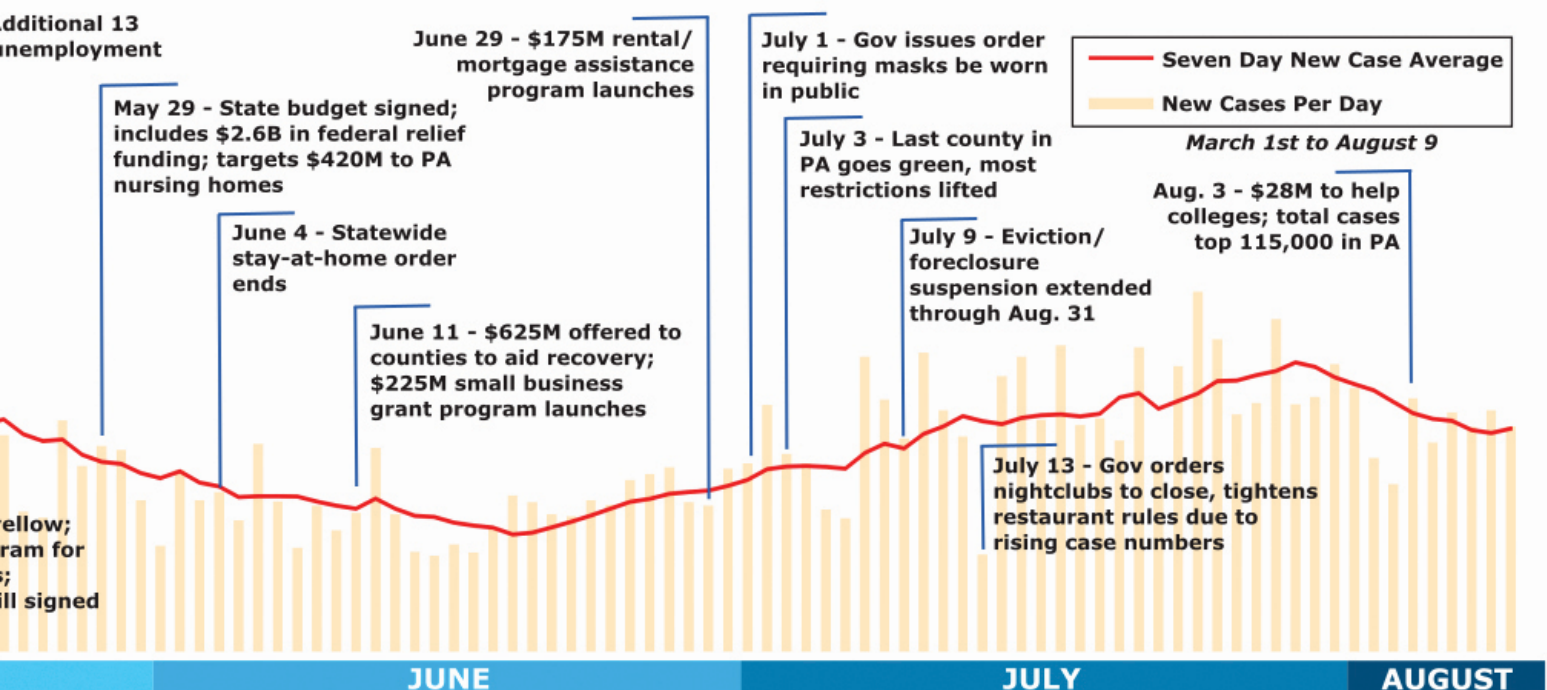 Additional 13
unemployment
May 29 - State budget signed;
includes $2.6B in federal relief
funding; targets $420M to PA
nursing homes
June 4 - Statewide
stay-at-home order
ends
June 11 - $625M offered to
counties to aid recovery;
$225M small business
grant program launches
June 29 - $175M rental/
mortgage assistance
program launches
July 1 - Gov issues order
requiring masks be worn
in public
July 3 - Last county in
PA goes green, most
restrictions lifted
July 9 - Eviction/
foreclosure
suspension extended
through Aug. 31
July 13 - Gov orders
nightclubs to close, tightens
restaurant rules due to
rising case numbers
Seven Day New Case Average
New Cases Per Day
March 1st to August 9
Aug. 3 - $28M to help
colleges; total cases
top 115,000 in PA
ellow;
ram for
s;
ill signed
JUNE
JULY
AUGUST